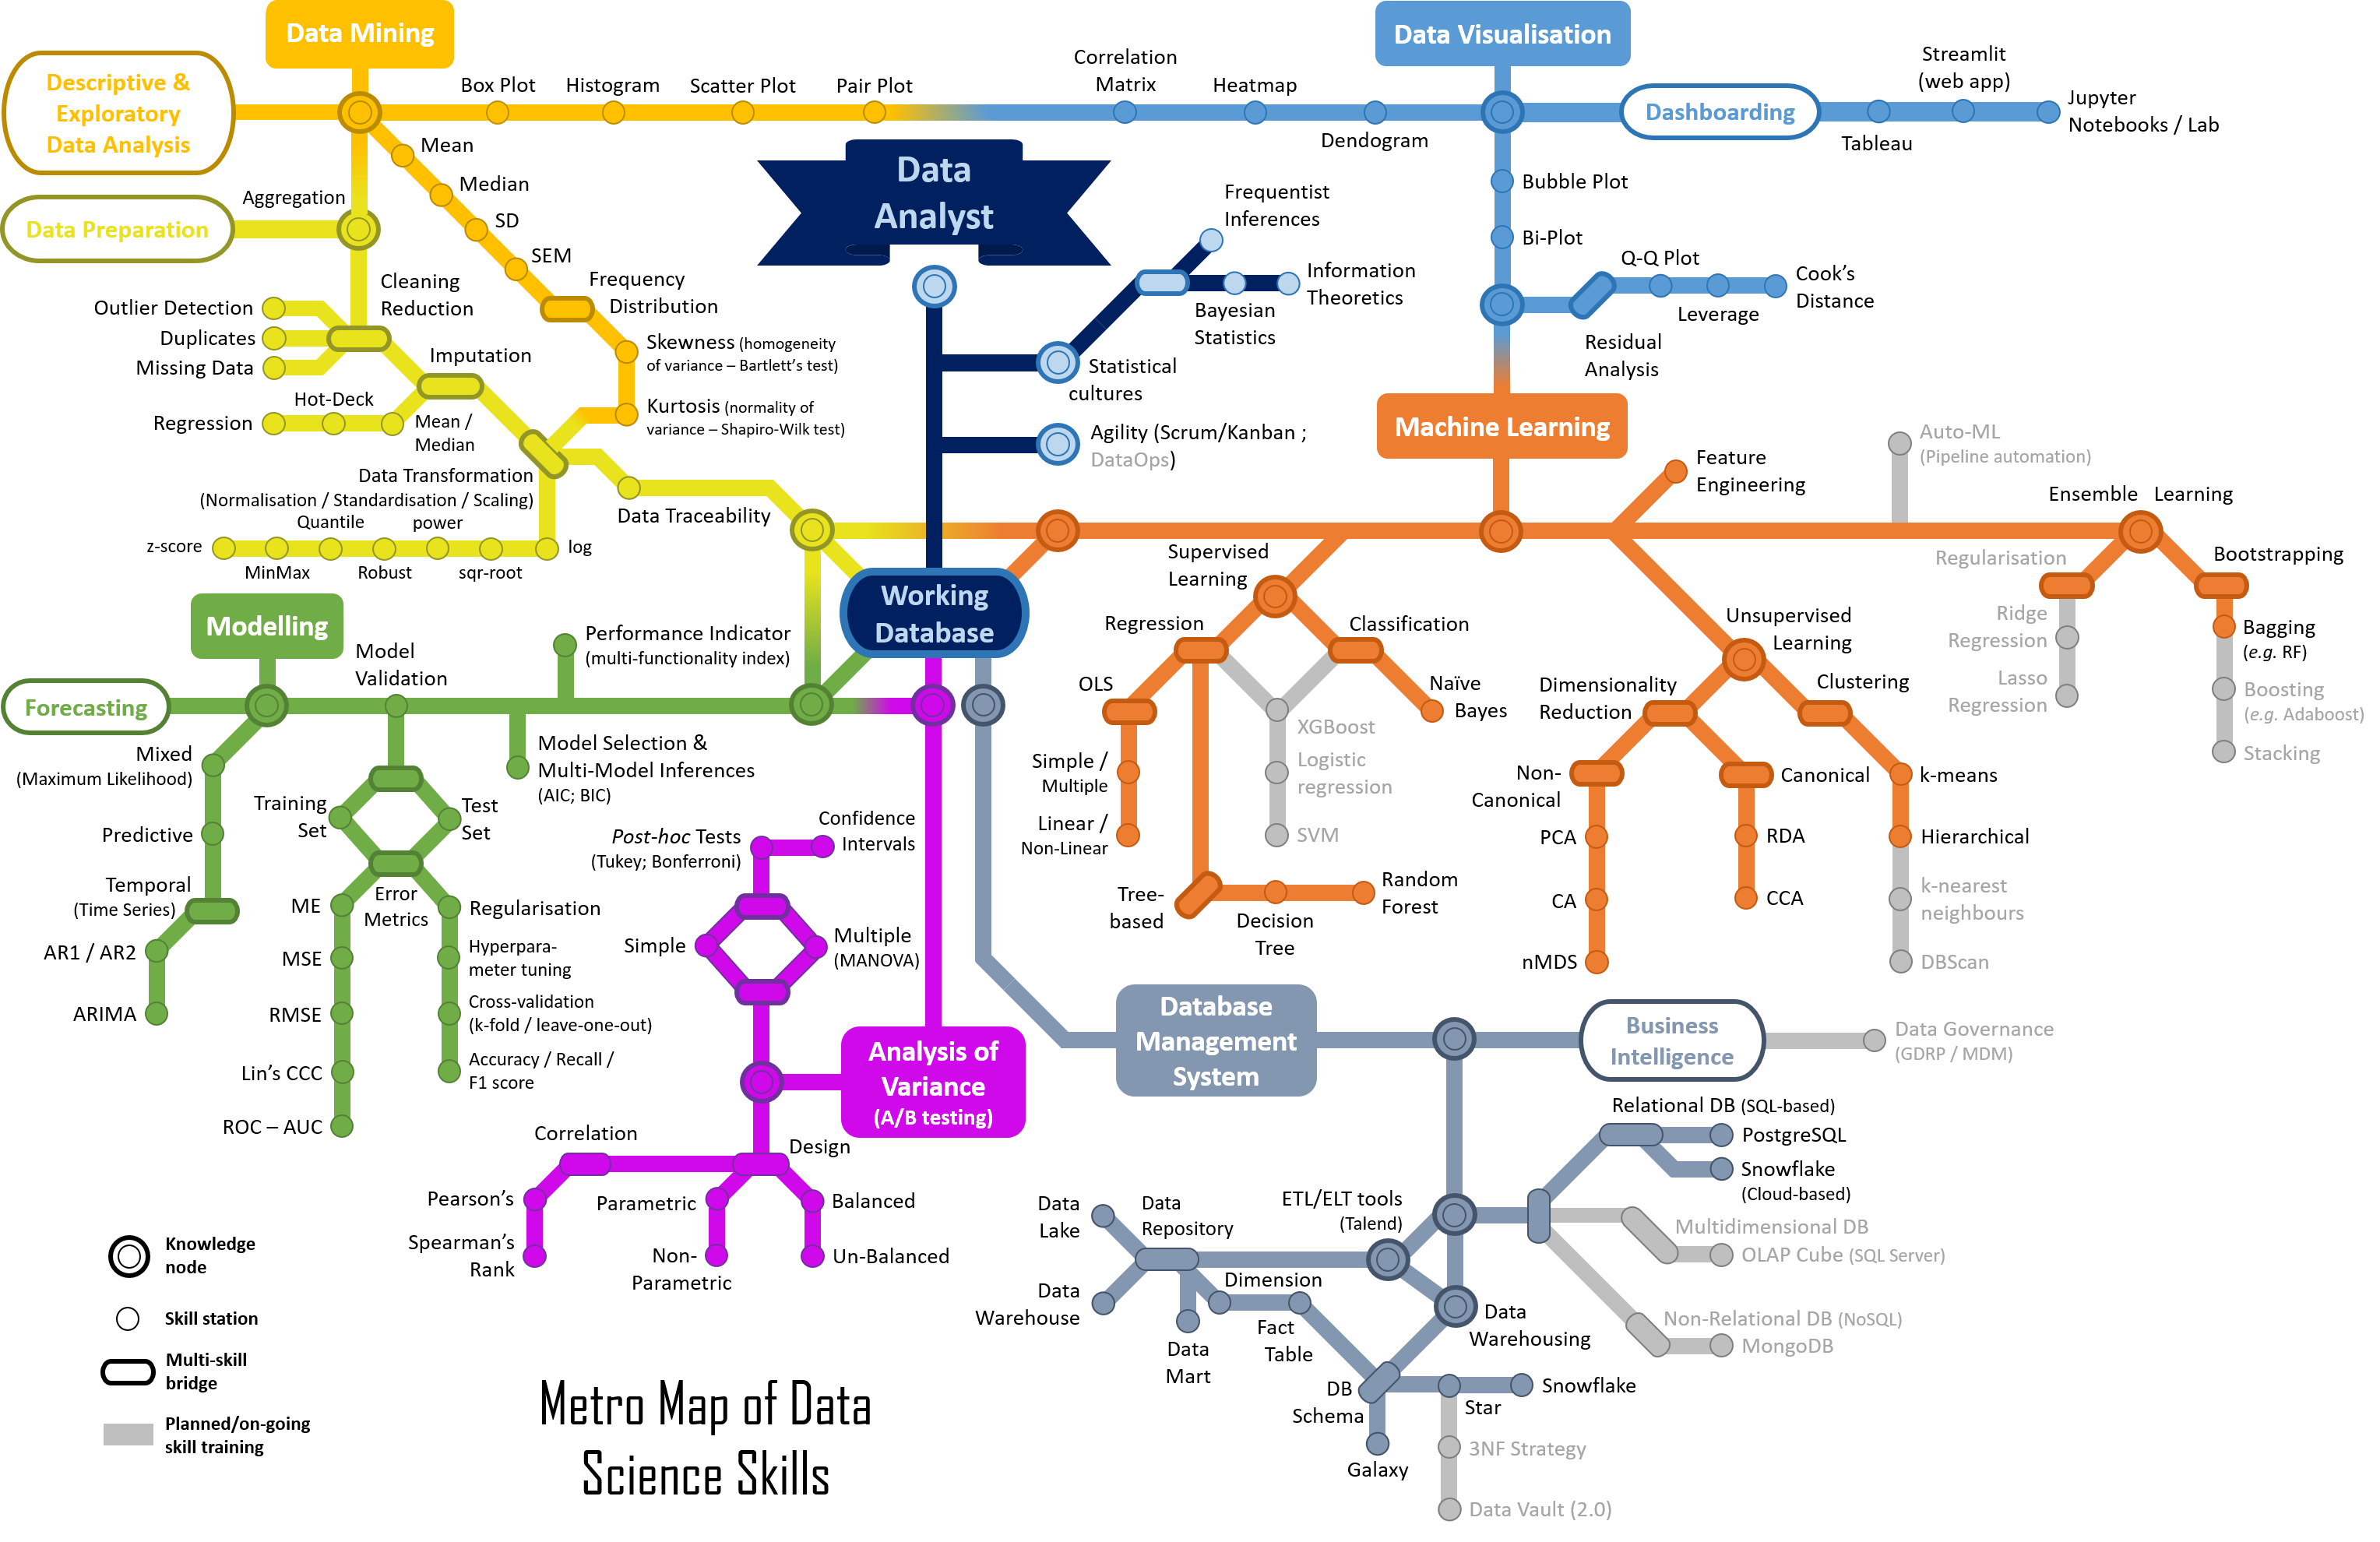 Data Mining
Descriptive &
Exploratory
Data Analysis
Box Plot
Histogram
Scatter Plot
Pair Plot
Correlation
Matrix
Heatmap
Dendogram
Data Visualisation
Dashboarding
Tableau
Streamlit
(web app)
Jupyter
Notebooks / Lab
Mean
Median
SD
SEM
Frequency
Distribution
Skewness (homogeneity
of variance – Bartlett's test)
Kurtosis (normality of
variance – Shapiro-Wilk test)
Aggregation
Data Preparation
Cleaning
Reduction
Outlier Detection
Duplicates
Missing Data
Imputation
Hot-Deck
Regression
Mean /
Median
Data Transformation
(Normalisation / Standardisation / Scaling)
Quantile
power
z-score
log
MinMax
Robust
sqr-root
Data Traceability
Data
Analyst
Frequentist
Inferences
Information
Theoretics
Bayesian
Statistics
Statistical
cultures
Agility (Scrum/Kanban ;
DataOps)
Bubble Plot
Bi-Plot
Q-Q Plot
Cook's
Distance
Leverage
Residual
Analysis
Machine Learning
Feature
Engineering
Auto-ML
(Pipeline automation)
Ensemble Learning
Regularisation
Bootstrapping
Ridge
Regression
Lasso
Regression
Bagging
(e.g. RF)
Boosting
(e.g. Adaboost)
Stacking
Supervised
Learning
Regression
Classification
OLS
Naïve
Bayes
Simple /
Multiple
Linear /
Non-Linear
XGBoost
Logistic
regression
SVM
Tree-
based
Decision
Tree
Random
Forest
Unsupervised
Learning
Dimensionality
Reduction
Clustering
Non-
Canonical
Canonical
k-means
PCA
RDA
Hierarchical
CA
CCA
k-nearest
neighbours
nMDS
DBScan
Working
Database
Modelling
Forecasting
Model
Validation
Performance Indicator
(multi-functionality index)
Mixed
(Maximum Likelihood)
Model Selection &
Multi-Model Inferences
(AIC; BIC)
Predictive
Training
Set
Test
Set
Temporal
(Time Series)
AR1 / AR2
ARIMA
Error
Metrics
ME
MSE
RMSE
Lin's CCC
ROC – AUC
Regularisation
Hyperpara-
meter tuning
Cross-validation
(k-fold / leave-one-out)
Accuracy / Recall /
F1 score
Post-hoc Tests
(Tukey; Bonferroni)
Confidence
Intervals
Simple
Multiple
(MANOVA)
Analysis of
Variance
(A/B testing)
Correlation
Design
Pearson's
Parametric
Balanced
Spearman's
Rank
Non-
Parametric
Un-Balanced
Database
Management
System
Business
Intelligence
Data Governance
(GDRP / MDM)
Relational DB (SQL-based)
PostgreSQL
Snowflake
(Cloud-based)
Multidimensional DB
OLAP Cube (SQL Server)
Non-Relational DB (NoSQL)
MongoDB
ETL/ELT tools
(Talend)
Data
Lake
Data
Repository
Data
Warehouse
Dimension
Fact
Table
Data
Mart
Data
Warehousing
DB
Schema
Star
Snowflake
Galaxy
3NF Strategy
Data Vault (2.0)
Knowledge
node
Skill station
Multi-skill
bridge
Planned/on-going
skill training
Metro Map of Data
Science Skills